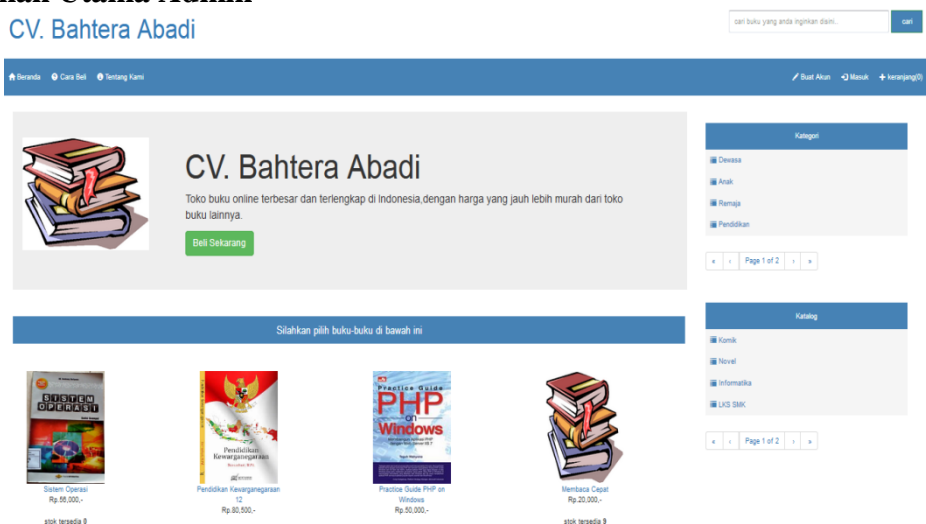 CV. Bahtera Abadi
cari buku yang anda inginkan disini..
cari
Beranda Cara Beli Tentang Kami
Buat Akun Masuk keranjang(0)
CV. Bahtera Abadi
Toko buku online terbesar dan terlengkap di Indonesia,dengan harga yang jauh lebih murah dari toko
buku lainnya.
Beli Sekarang
Kategori
Dewasa
Anak
Remaja
Pendidikan
« ‹ Page 1 of 2 › »
Silahkan pilih buku-buku di bawah ini
Katalog
Komik
Novel
Informatika
LKS SMK
« ‹ Page 1 of 2 › »
SISTEM
OPERASI
Pendidikan
Kewarganegaraan
Practice Guide
PHP
on
Windows
Sistem Operasi
stok tersedia 0
Pendidikan Kewarganegaraan
12
Rp.80,500,-
Practice Guide PHP on
Windows
Rp.50,000,-
Membaca Cepat
Rp.20,000,-
stok tersedia 9